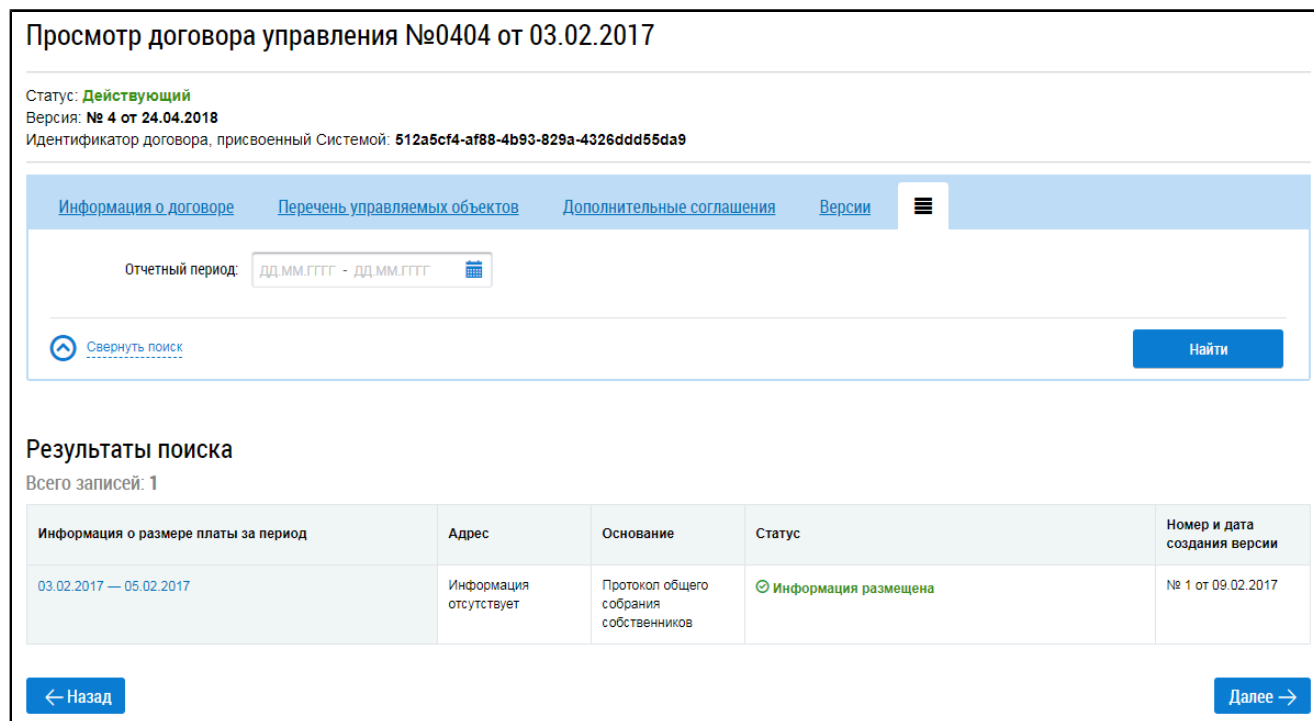 Просмотр договора управления №0404 от 03.02.2017
Статус: Действующий
Версия: № 4 от 24.04.2018
Идентификатор договора, присвоенный Системой: 512a5cf4-af88-4b93-829a-4326ddd55da9
Информация о договоре Перечень управляемых объектов Дополнительные соглашения Версии
Отчетный период: ДД.ММ.ГГГГ - ДД.ММ.ГГГГ
Свернуть поиск Найти
Результаты поиска
Всего записей: 1
Информация о размере платы за период Адрес Основание Статус Номер и дата
создания версии
03.02.2017 — 05.02.2017 Информация Протокол общего Информация размещена № 1 от 09.02.2017
отсутствует собрания
собственников
Назад Далее